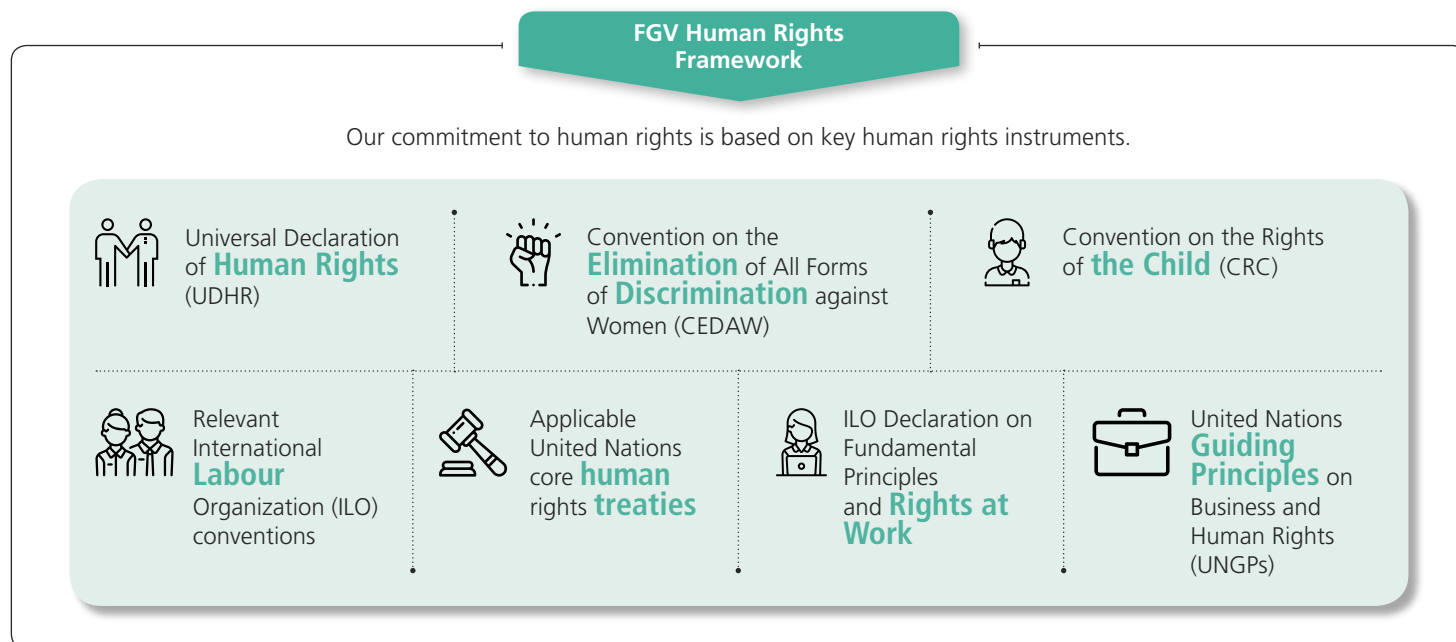 FGV Human Rights
Framework
Our commitment to human rights is based on key human rights instruments.
Universal Declaration
of Human Rights
(UDHR)
Convention on the
Elimination of All Forms
of Discrimination against
Women (CEDAW)
Convention on the Rights
of the Child (CRC)
Relevant
International
Labour
Organization (ILO)
conventions
Applicable
United Nations
core human
rights treaties
ILO Declaration on
Fundamental
Principles
and Rights at
Work
United Nations
Guiding
Principles on
Business and
Human Rights
(UNGPs)